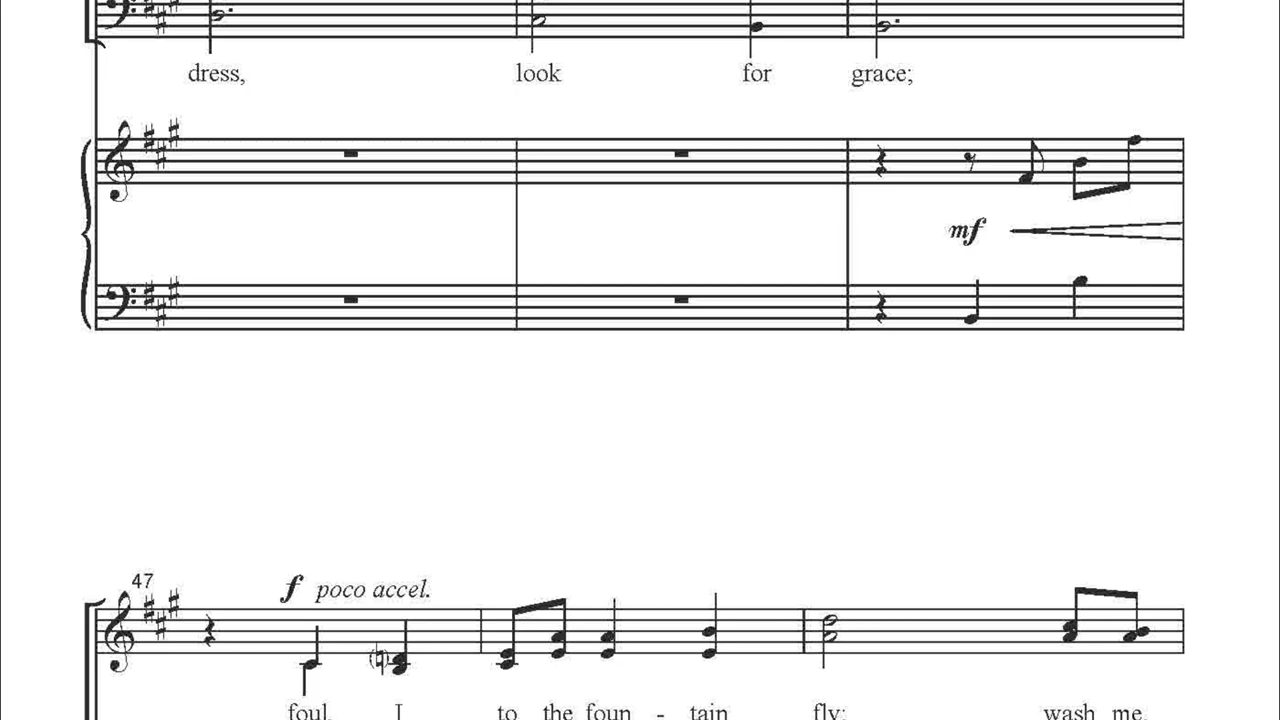 dress, look for grace;
mf
47
f poco accel.
foul, I to the foun - tain fly; wash me,